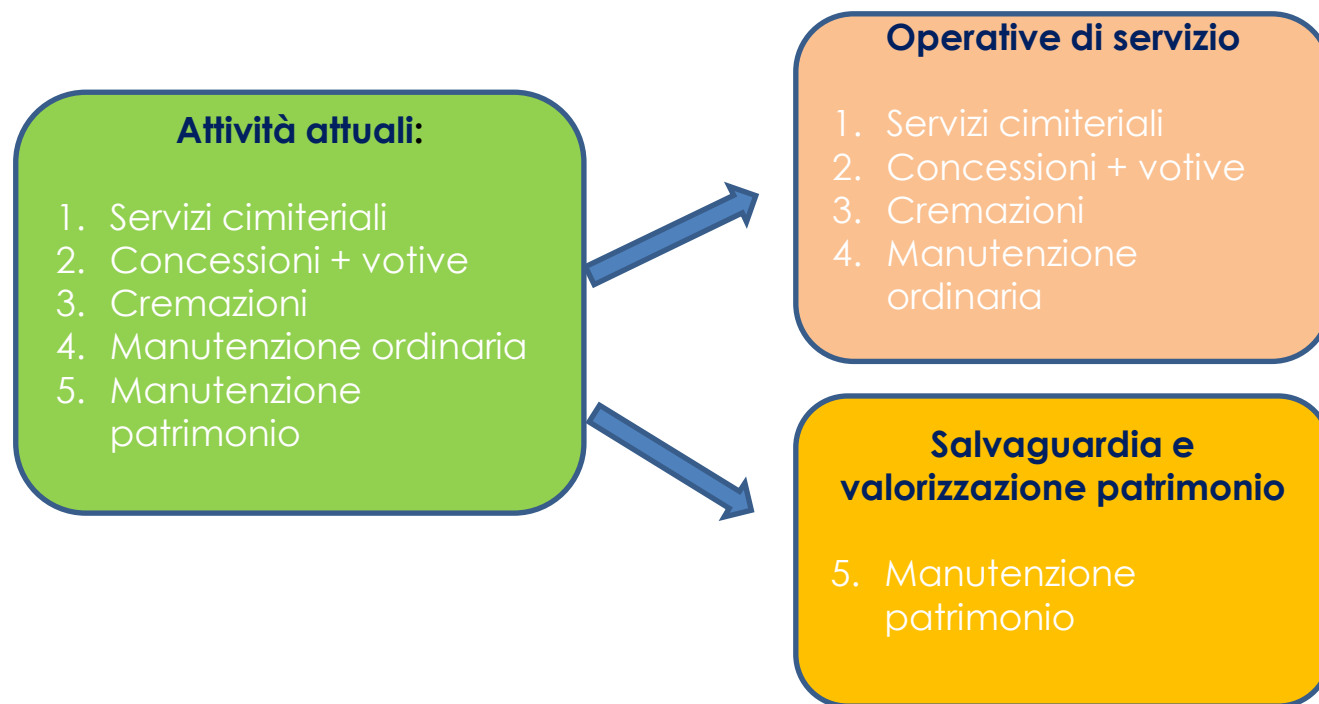 Attività attuali:
1. Servizi cimiteriali
2. Concessioni + votive
3. Cremazioni
4. Manutenzione ordinaria
5. Manutenzione
patrimonio
Operative di servizio
1. Servizi cimiteriali
2. Concessioni + votive
3. Cremazioni
4. Manutenzione
ordinaria
Salvaguardia e
valorizzazione patrimonio
5. Manutenzione
patrimonio